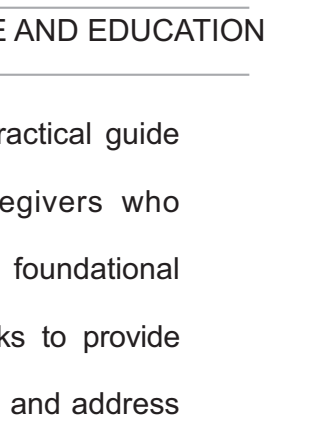 E AND EDUCATION
ractical guide
egivers who
foundational
ks to provide
and address